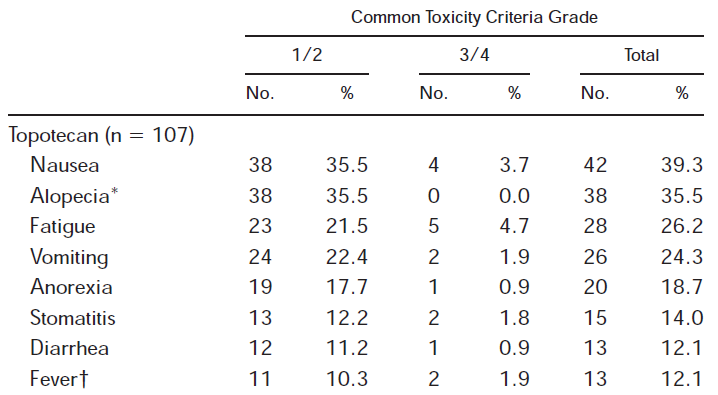 Common Toxicity Criteria Grade
1/2 3/4 Total
No. % No. % No. %
Topotecan (n = 107)
Nausea 38 35.5 4 3.7 42 39.3
Alopecia* 38 35.5 0 0.0 38 35.5
Fatigue 23 21.5 5 4.7 28 26.2
Vomiting 24 22.4 2 1.9 26 24.3
Anorexia 19 17.7 1 0.9 20 18.7
Stomatitis 13 12.2 2 1.8 15 14.0
Diarrhea 12 11.2 1 0.9 13 12.1
Fever† 11 10.3 2 1.9 13 12.1